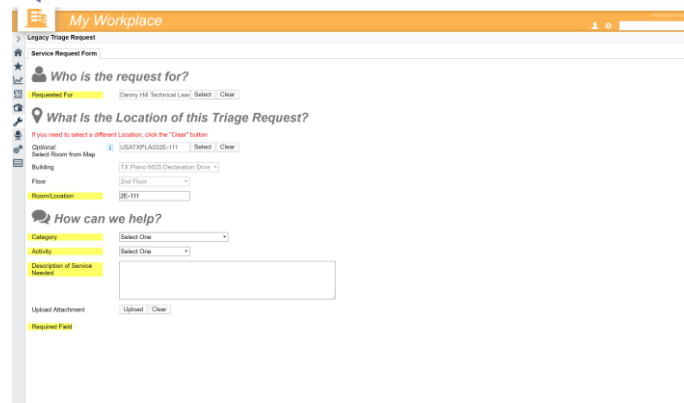 My Workplace
Legacy Triage Request
Service Request Form
Who is the request for?
Requested For Danny Hill Technical Lea Select Clear
What Is the Location of this Triage Request?
If you need to select a different Location, click the "Clear" button
Optional: USATXPLA032E-111 Select Clear
Select Room from Map
Building TX Plano 6825 Declaration Drive
Floor 2nd Floor
Room/Location 2E-111
How can we help?
Category Select One
Activity Select One
Description of Service
Needed
Upload Attachment Upload Clear
Required Field